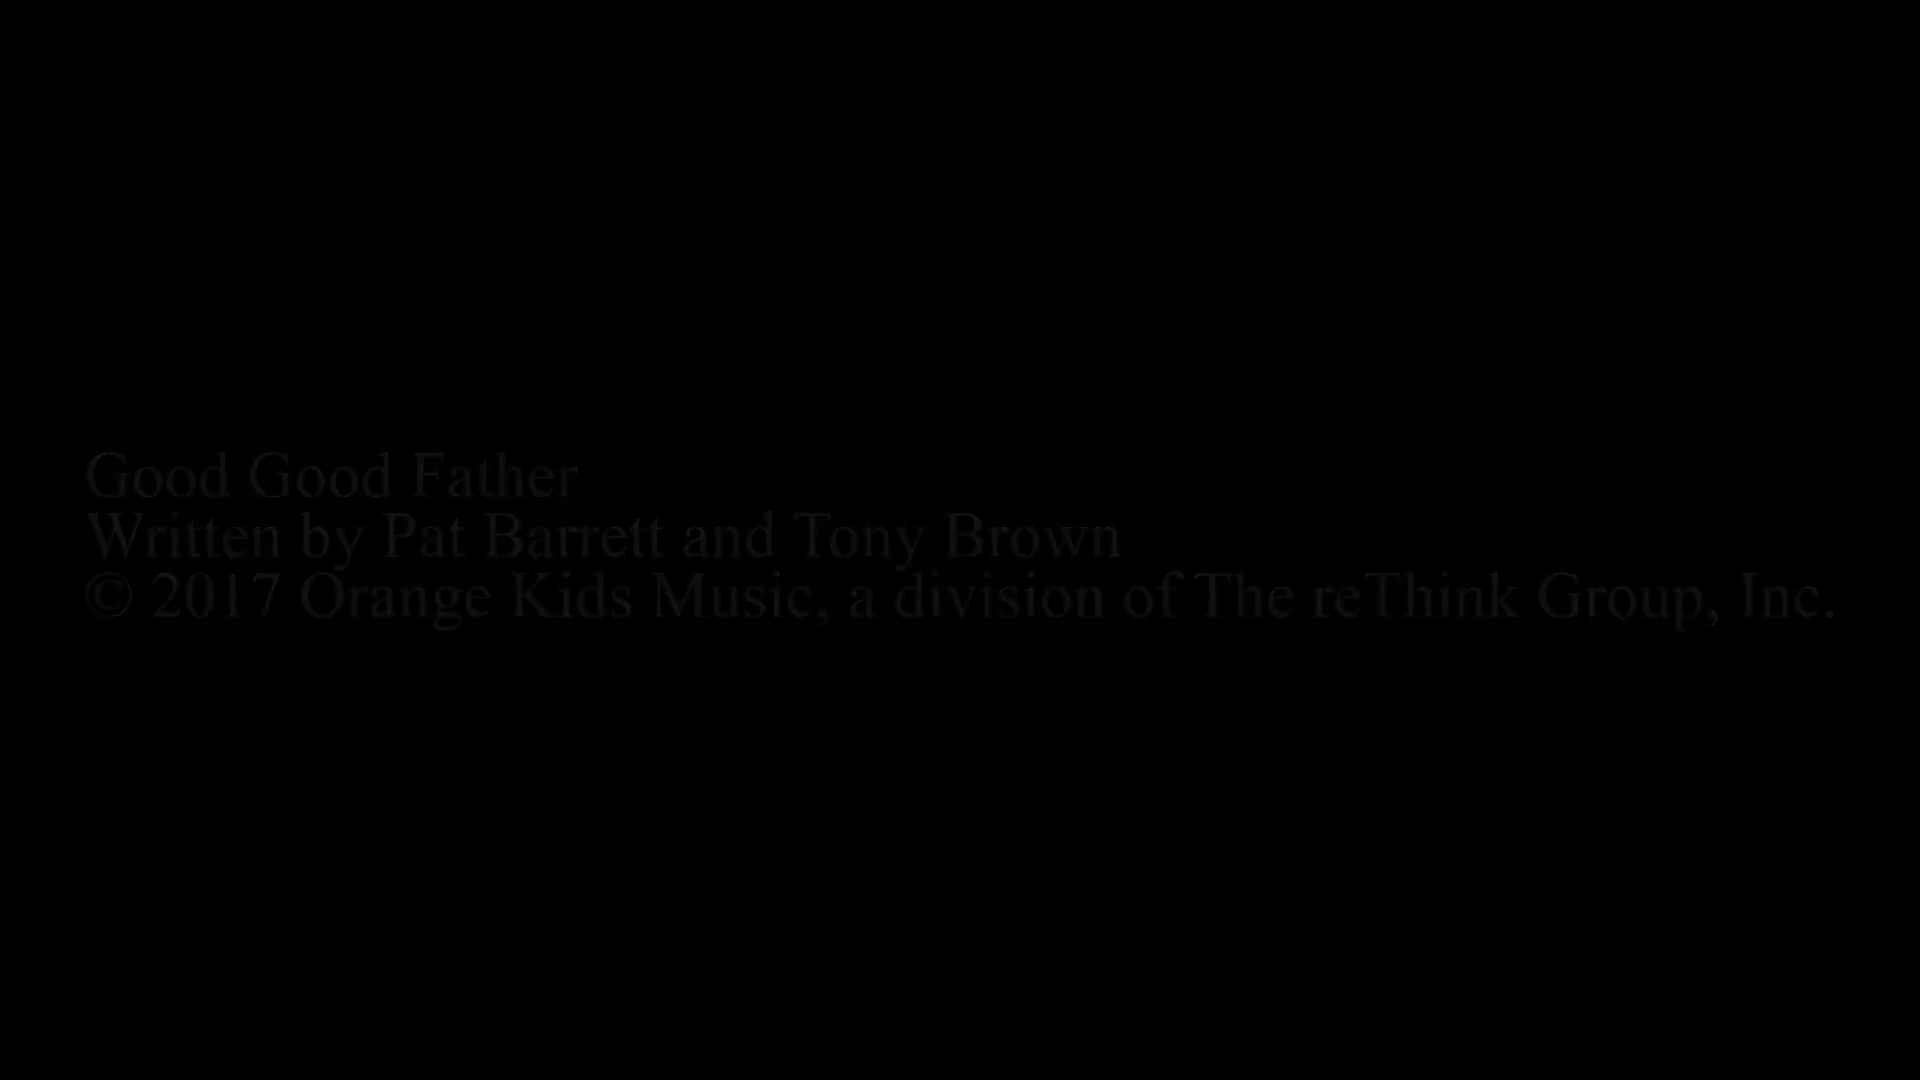 Good Good Father
Written by Pat Barrett and Tony Brown
© 2017 Orange Kids Music, a division of The reThink Group, Inc.